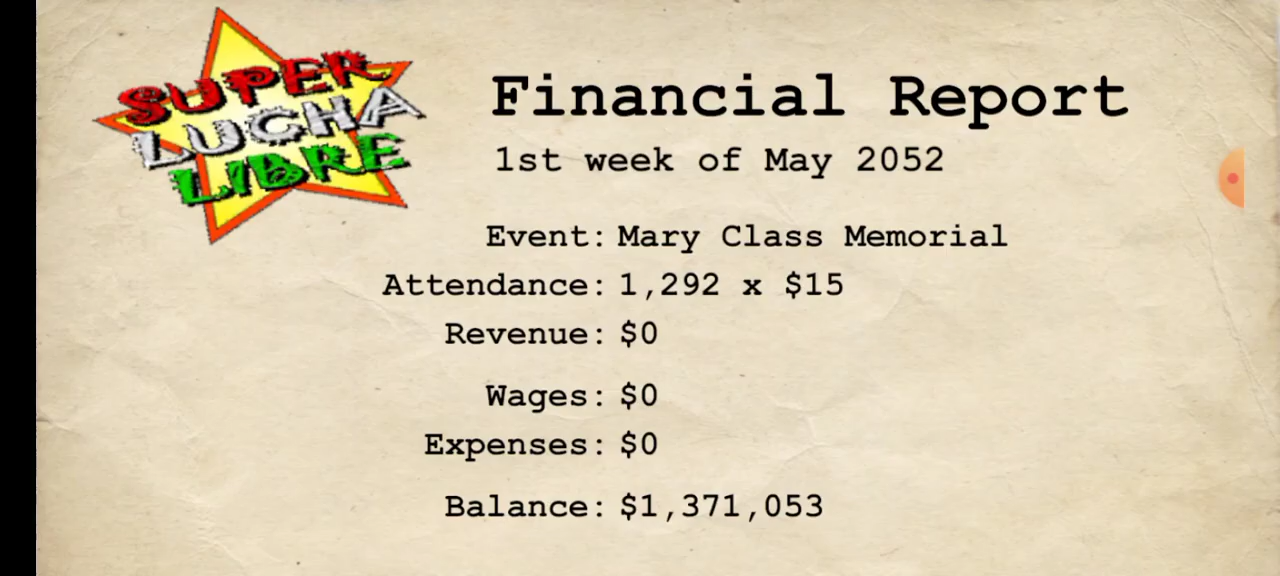 SUPER
LUCHA
LIBRE
Financial Report
1st week of May 2052
Event: Mary Class Memorial
Attendance: 1,292 x $15
Revenue: $0
Wages: $0
Expenses: $0
Balance: $1,371,053